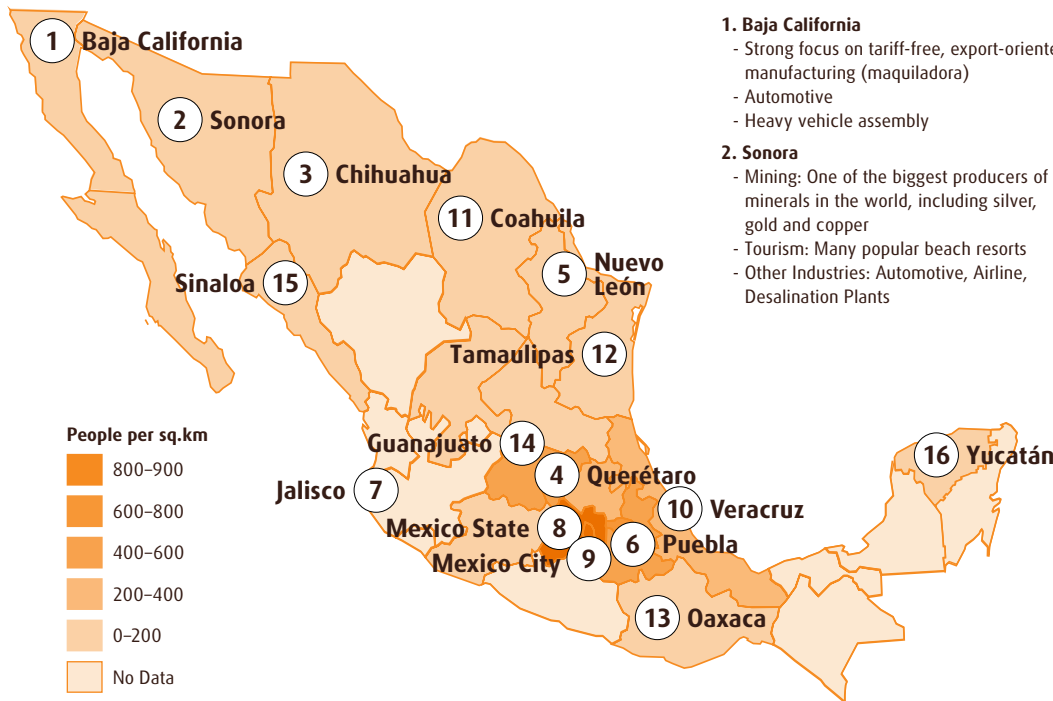 1 Baja California
2 Sonora
3 Chihuahua
11 Coahuila
5 Nuevo
León
Sinaloa 15
Tamaulipas 12
Guanajuato 14
4 Querétaro
Jalisco 7
10 Veracruz
Mexico State 8
6 Puebla
Mexico City 9
13 Oaxaca
16 Yucatán
People per sq.km
800–900
600–800
400–600
200–400
0–200
No Data
1. Baja California
- Strong focus on tariff-free, export-oriente
manufacturing (maquiladora)
- Automotive
- Heavy vehicle assembly
2. Sonora
- Mining: One of the biggest producers of
minerals in the world, including silver,
gold and copper
- Tourism: Many popular beach resorts
- Other Industries: Automotive, Airline,
Desalination Plants